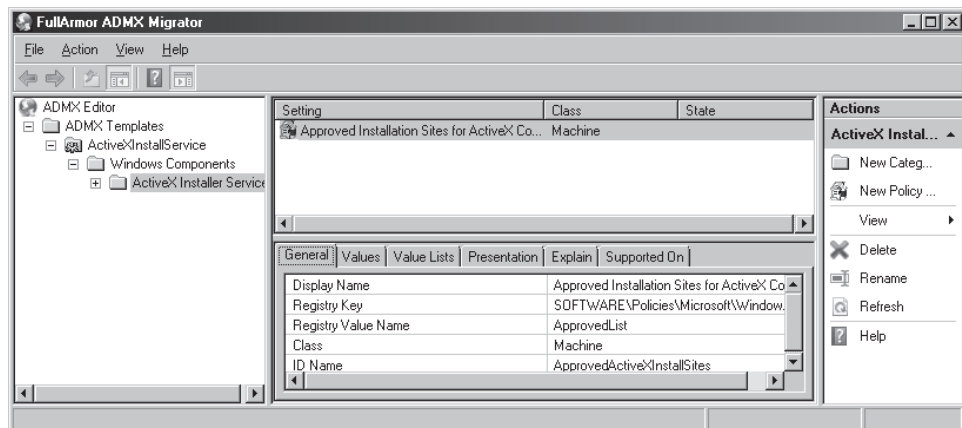 FullArmor ADMX Migrator
File Action View Help
ADMX Editor
ADMX Templates
ActiveXInstallService
Windows Components
ActiveX Installer Service
Setting Class State
Approved Installation Sites for ActiveX Co... Machine
General Values Value Lists Presentation Explain Supported On
Display Name Approved Installation Sites for ActiveX Co
Registry Key SOFTWARE\Policies\Microsoft\Window.
Registry Value Name ApprovedList
Class Machine
ID Name ApprovedActiveXInstallSites
Actions
ActiveX Instal...
New Categ...
New Policy ...
View
Delete
Rename
Refresh
Help